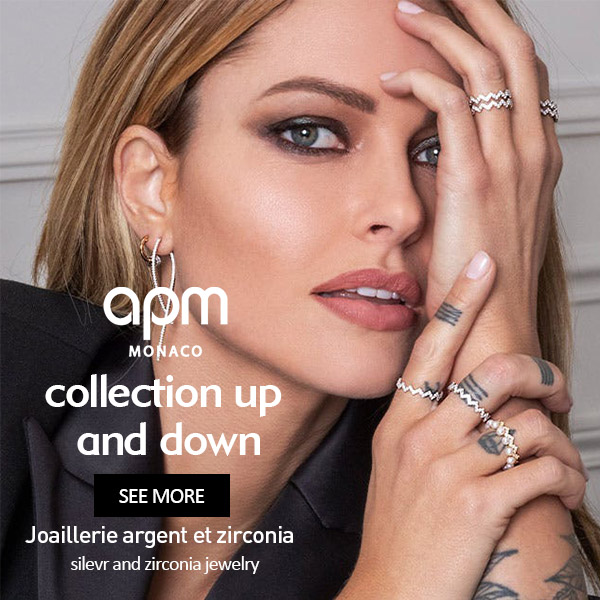 apm
MONACO
collection up
and down
SEE MORE
Joaillerie argent et zirconia
silevr and zirconia jewelry